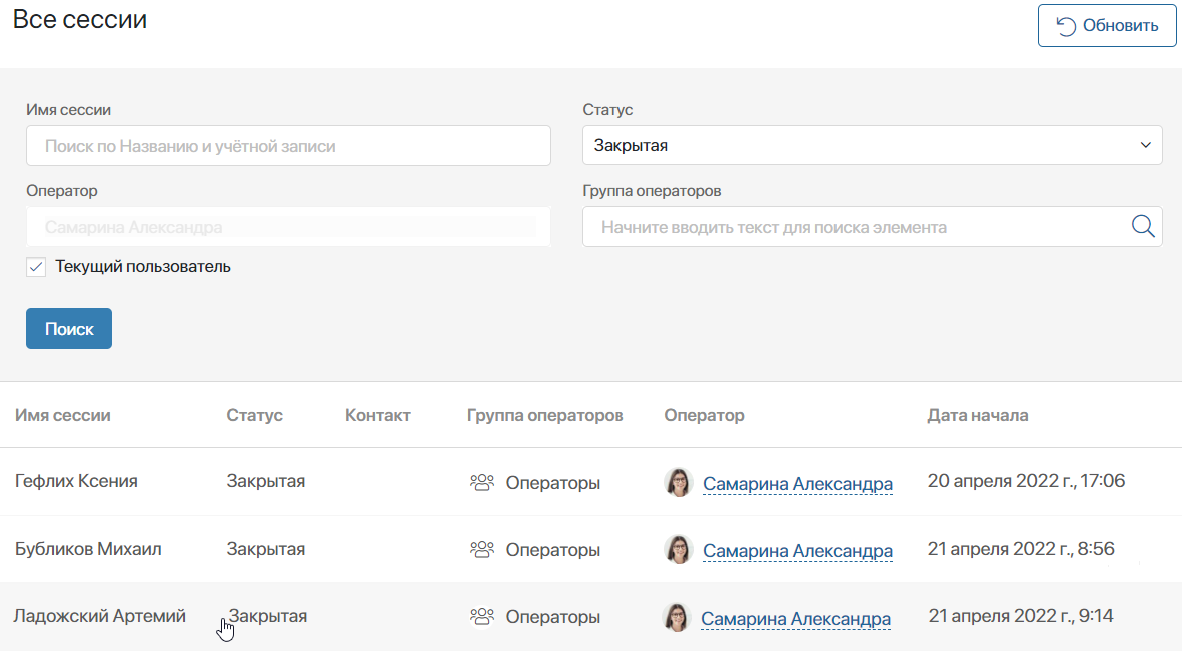 Все сессии
Обновить
Имя сессии
Статус
Поиск по Названию и учётной записи
Закрытая
Оператор
Группа операторов
Самарина Александра
Начните вводить текст для поиска элемента
Текущий пользователь
Поиск
Имя сессии Статус Контакт Группа операторов Оператор Дата начала
Гефлих Ксения Закрытая Операторы Самарина Александра 20 апреля 2022 г., 17:06
Бубликов Михаил Закрытая Операторы Самарина Александра 21 апреля 2022 г., 8:56
Ладожский Артемий Закрытая Операторы Самарина Александра 21 апреля 2022 г., 9:14